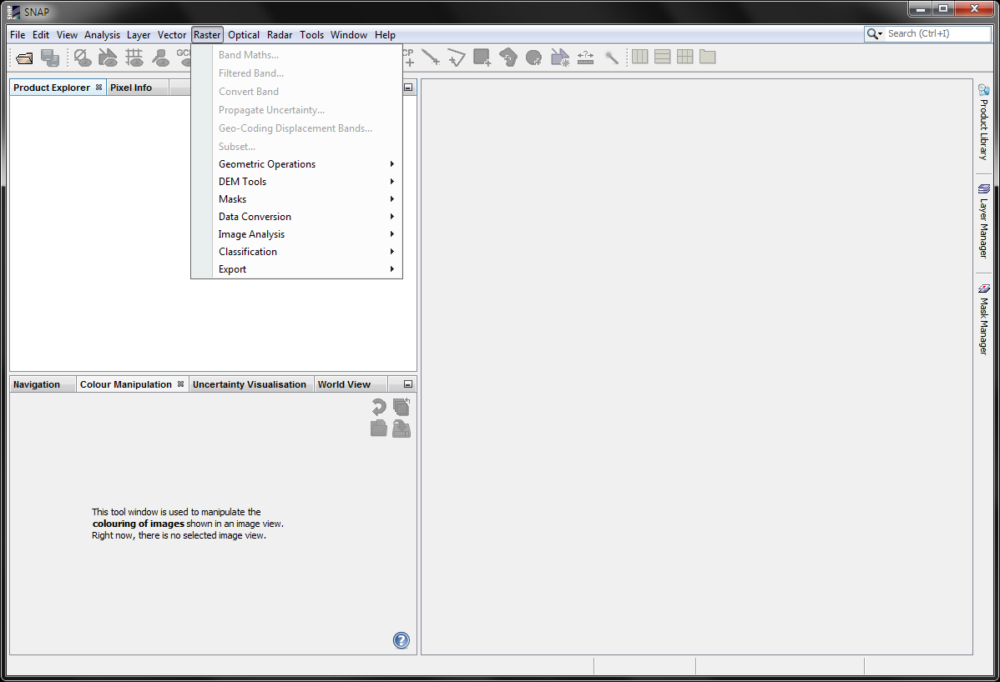 SNAP
SNAP
File Edit View Analysis Layer Vector Raster Optical Radar Tools Window Help
Search (Ctrl+I)
GC
CP
Band Maths...
Filtered Band...
Convert Band
Propagate Uncertainty...
Geo-Coding Displacement Bands...
Subset...
Geometric Operations
DEM Tools
Masks
Data Conversion
Image Analysis
Classification
Export
Product Explorer
Pixel Info
Product Library
Layer Manager
Mask Manager
Navigation
Colour Manipulation
Uncertainty Visualisation
World View
This tool window is used to manipulate the
colouring of images shown in an image view.
Right now, there is no selected image view.